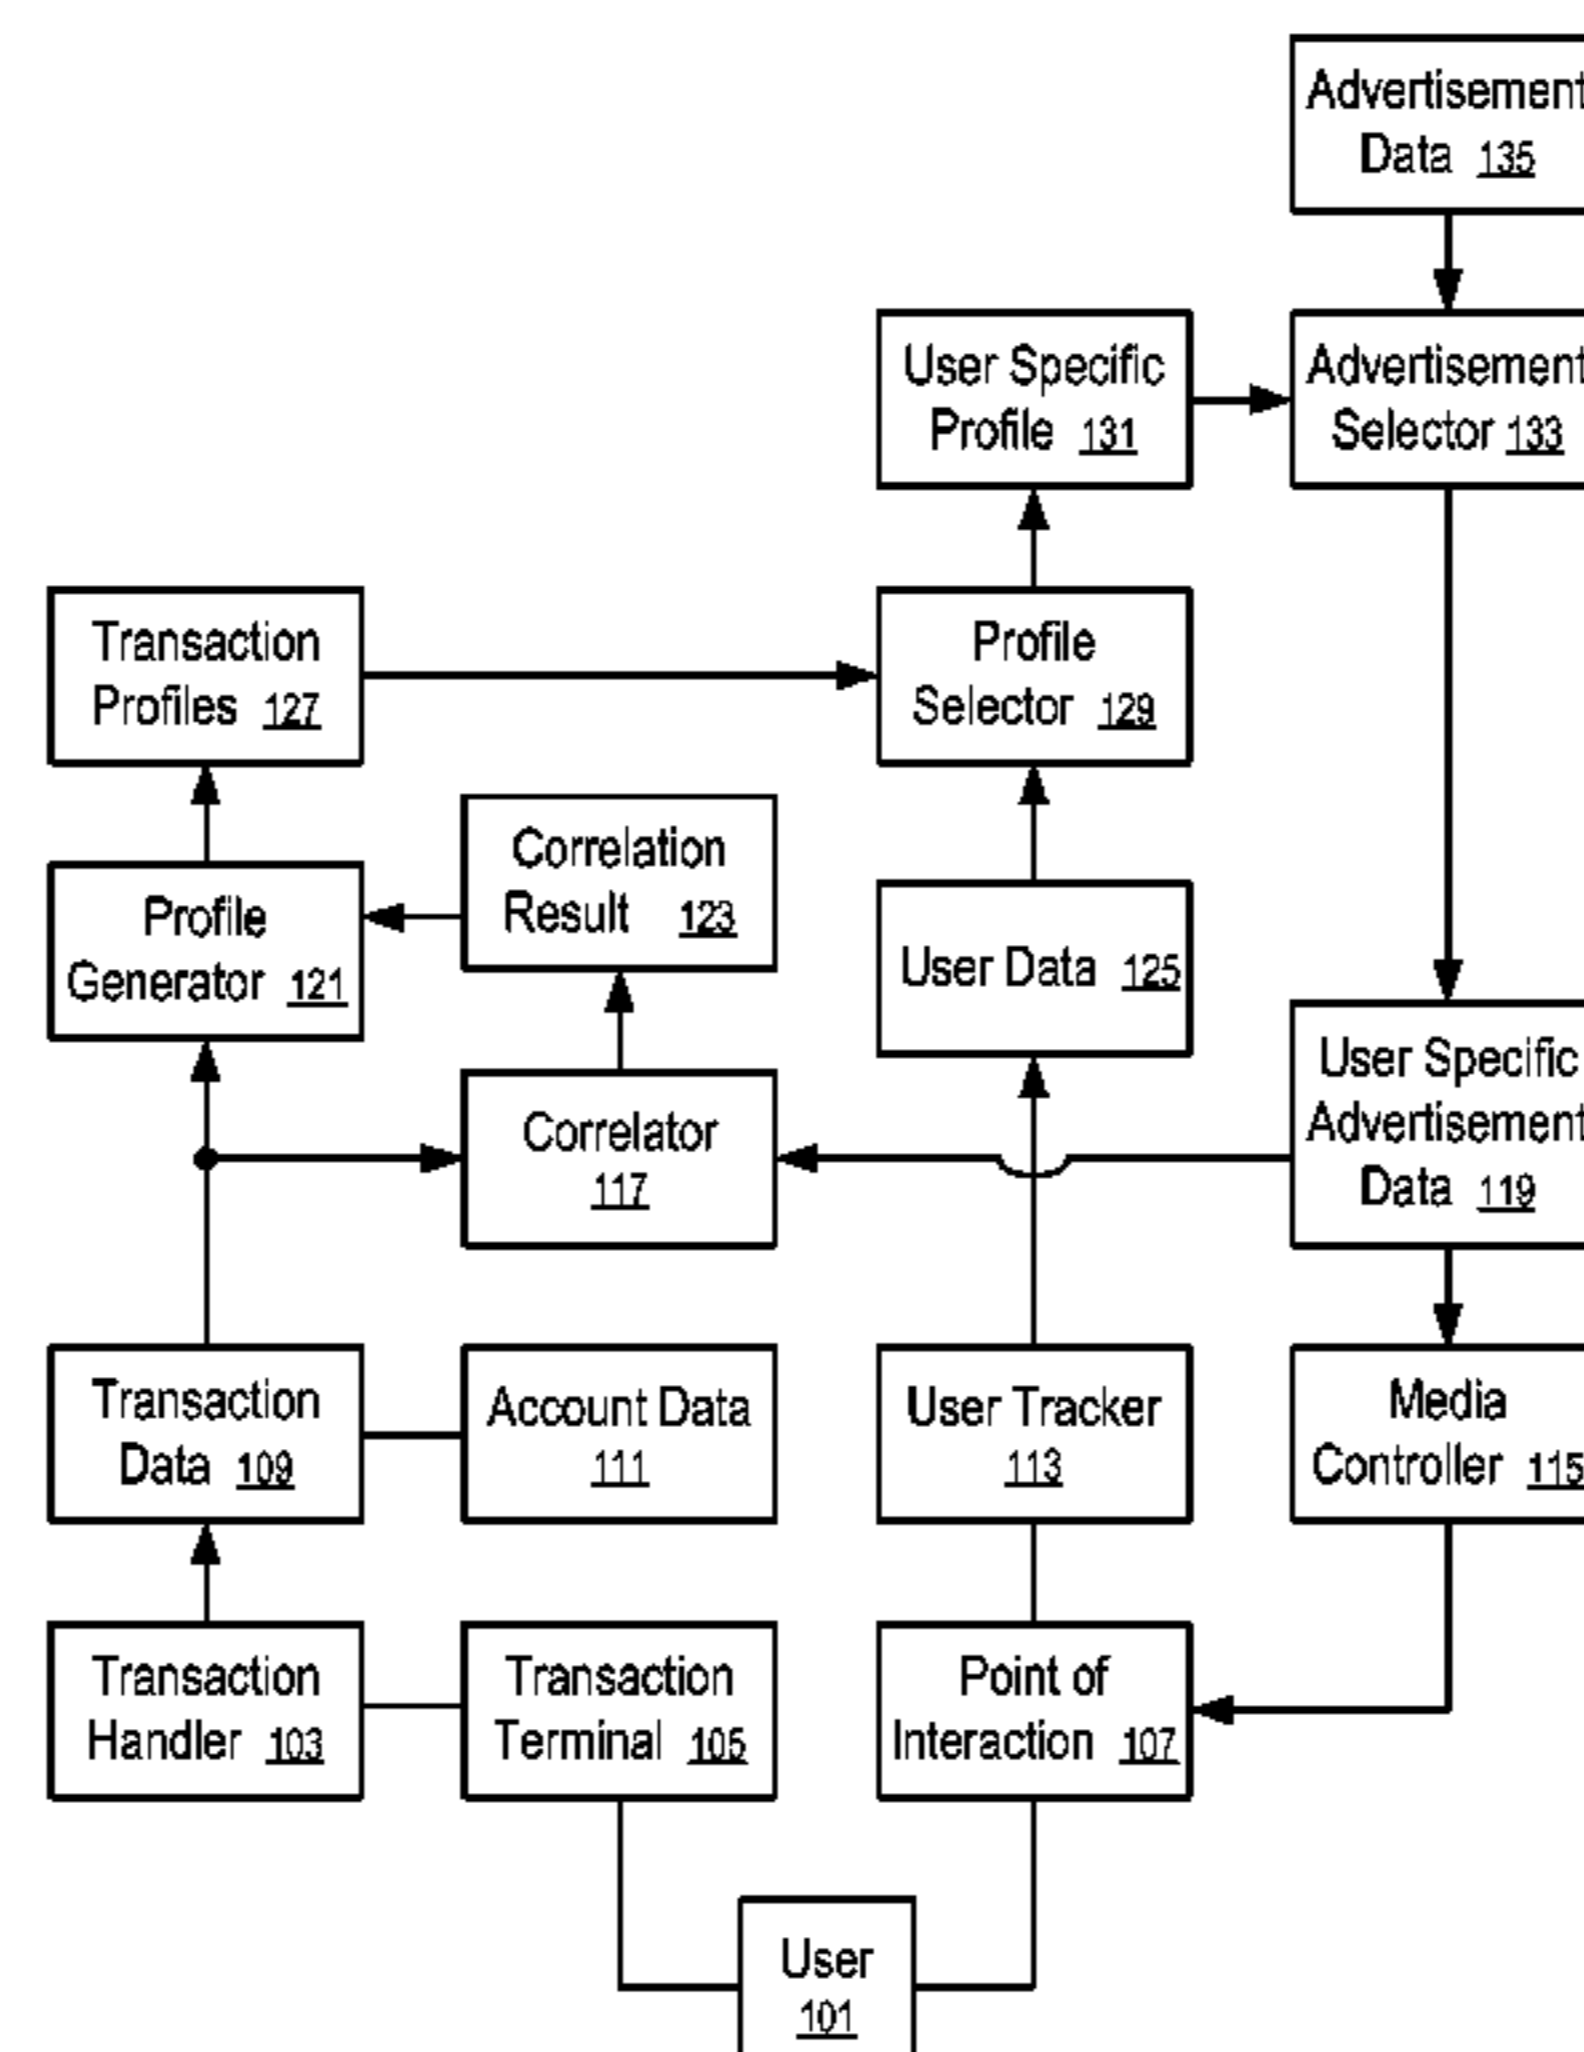 Advertisement
Data 135
User Specific
Profile 131
Advertisement
Selector 133
Transaction
Profiles 127
Profile
Selector 129
Correlation
Result 123
Profile
Generator 121
User Data 125
User Specific
Advertisement
Data 119
Correlator
117
Transaction
Data 109
Account Data
111
User Tracker
113
Media
Controller 115
Transaction
Handler 103
Transaction
Terminal 105
Point of
Interaction 107
User
101